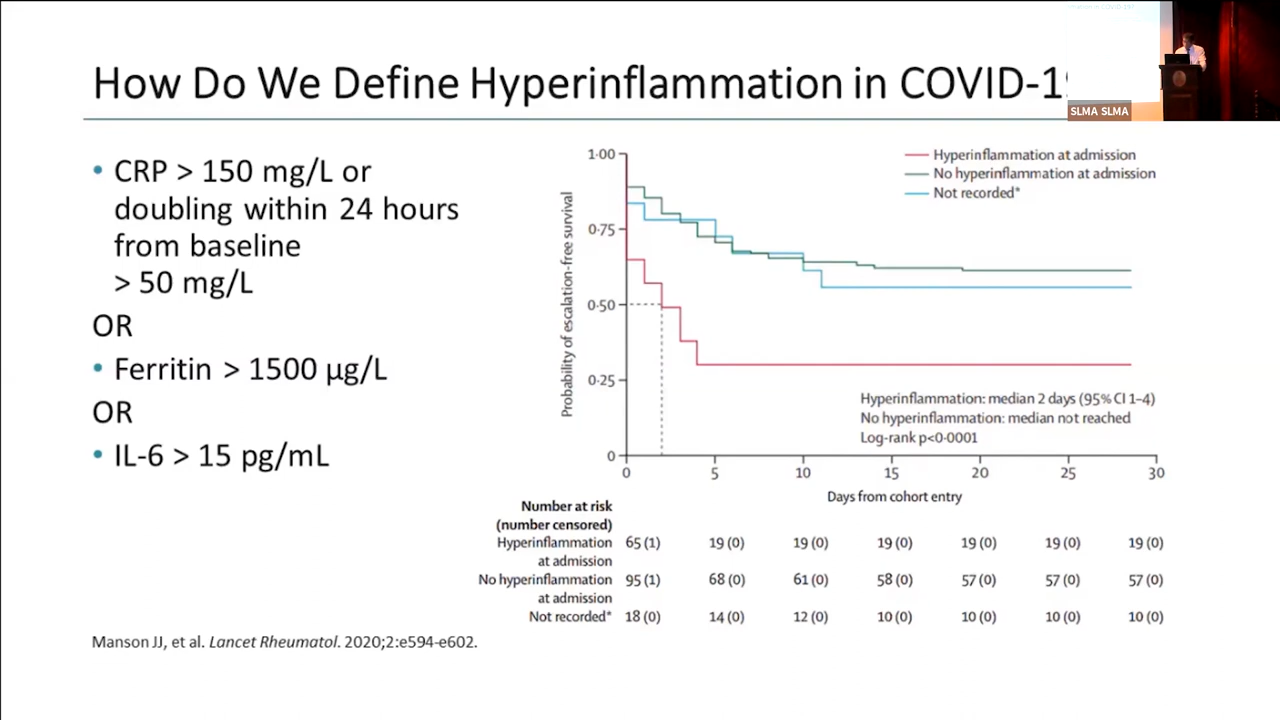 How Do We Define Hyperinflammation in COVID-1
SLMA SLMA
• CRP > 150 mg/L or
doubling within 24 hours
from baseline
> 50 mg/L
OR
• Ferritin > 1500 µg/L
OR
• IL-6 > 15 pg/mL
Probability of escalation-free survival
1·00
0·75
0·50
0·25
0
Hyperinflammation at admission
No hyperinflammation at admission
Not recorded*
Hyperinflammation: median 2 days (95% CI 1–4)
No hyperinflammation: median not reached
Log-rank p<0·0001
0 5 10 15 20 25 30
Days from cohort entry
Number at risk
(number censored)
Hyperinflammation 65 (1) 19 (0) 19 (0) 19 (0) 19 (0) 19 (0) 19 (0)
at admission
No hyperinflammation 95 (1) 68 (0) 61 (0) 58 (0) 57 (0) 57 (0) 57 (0)
at admission
Not recorded* 18 (0) 14 (0) 12 (0) 10 (0) 10 (0) 10 (0) 10 (0)
Manson JJ, et al. Lancet Rheumatol. 2020;2:e594-e602.